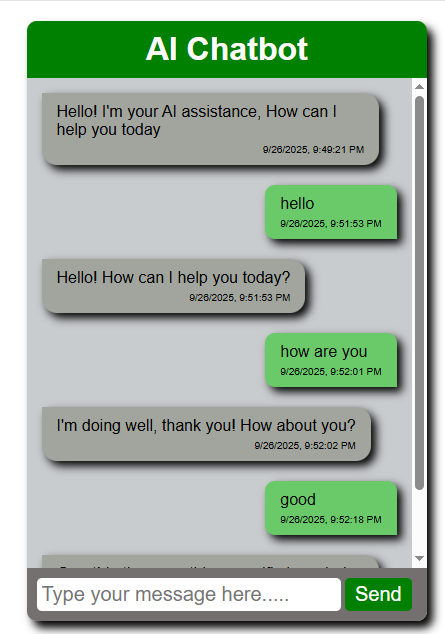 AI Chatbot
Hello! I'm your AI assistance, How can I
help you today
9/26/2025, 9:49:21 PM
hello
9/26/2025, 9:51:53 PM
Hello! How can I help you today?
9/26/2025, 9:51:53 PM
how are you
9/26/2025, 9:52:01 PM
I'm doing well, thank you! How about you?
9/26/2025, 9:52:02 PM
good
9/26/2025, 9:52:18 PM
Type your message here.....
Send